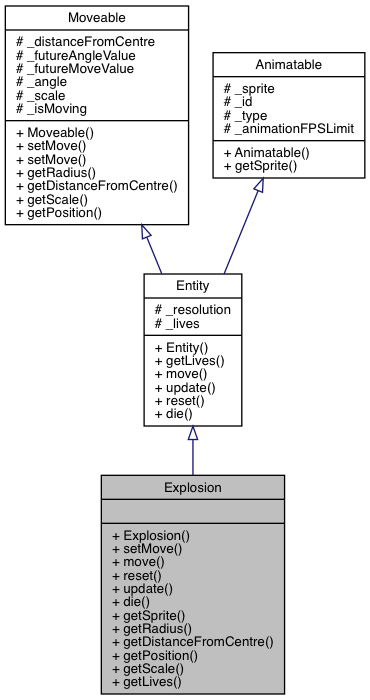 Moveable
# _distanceFromCentre
# _futureAngleValue
# _futureMoveValue
# _angle
# _scale
# _isMoving
+ Moveable()
+ setMove()
+ setMove()
+ getRadius()
+ getDistanceFromCentre()
+ getScale()
+ getPosition()
Animatable
# _sprite
# _id
# _type
# _animationFPSLimit
+ Animatable()
+ getSprite()
Entity
# _resolution
# _lives
+ Entity()
+ getLives()
+ move()
+ update()
+ reset()
+ die()
Explosion
+ Explosion()
+ setMove()
+ move()
+ reset()
+ update()
+ die()
+ getSprite()
+ getRadius()
+ getDistanceFromCentre()
+ getPosition()
+ getScale()
+ getLives()